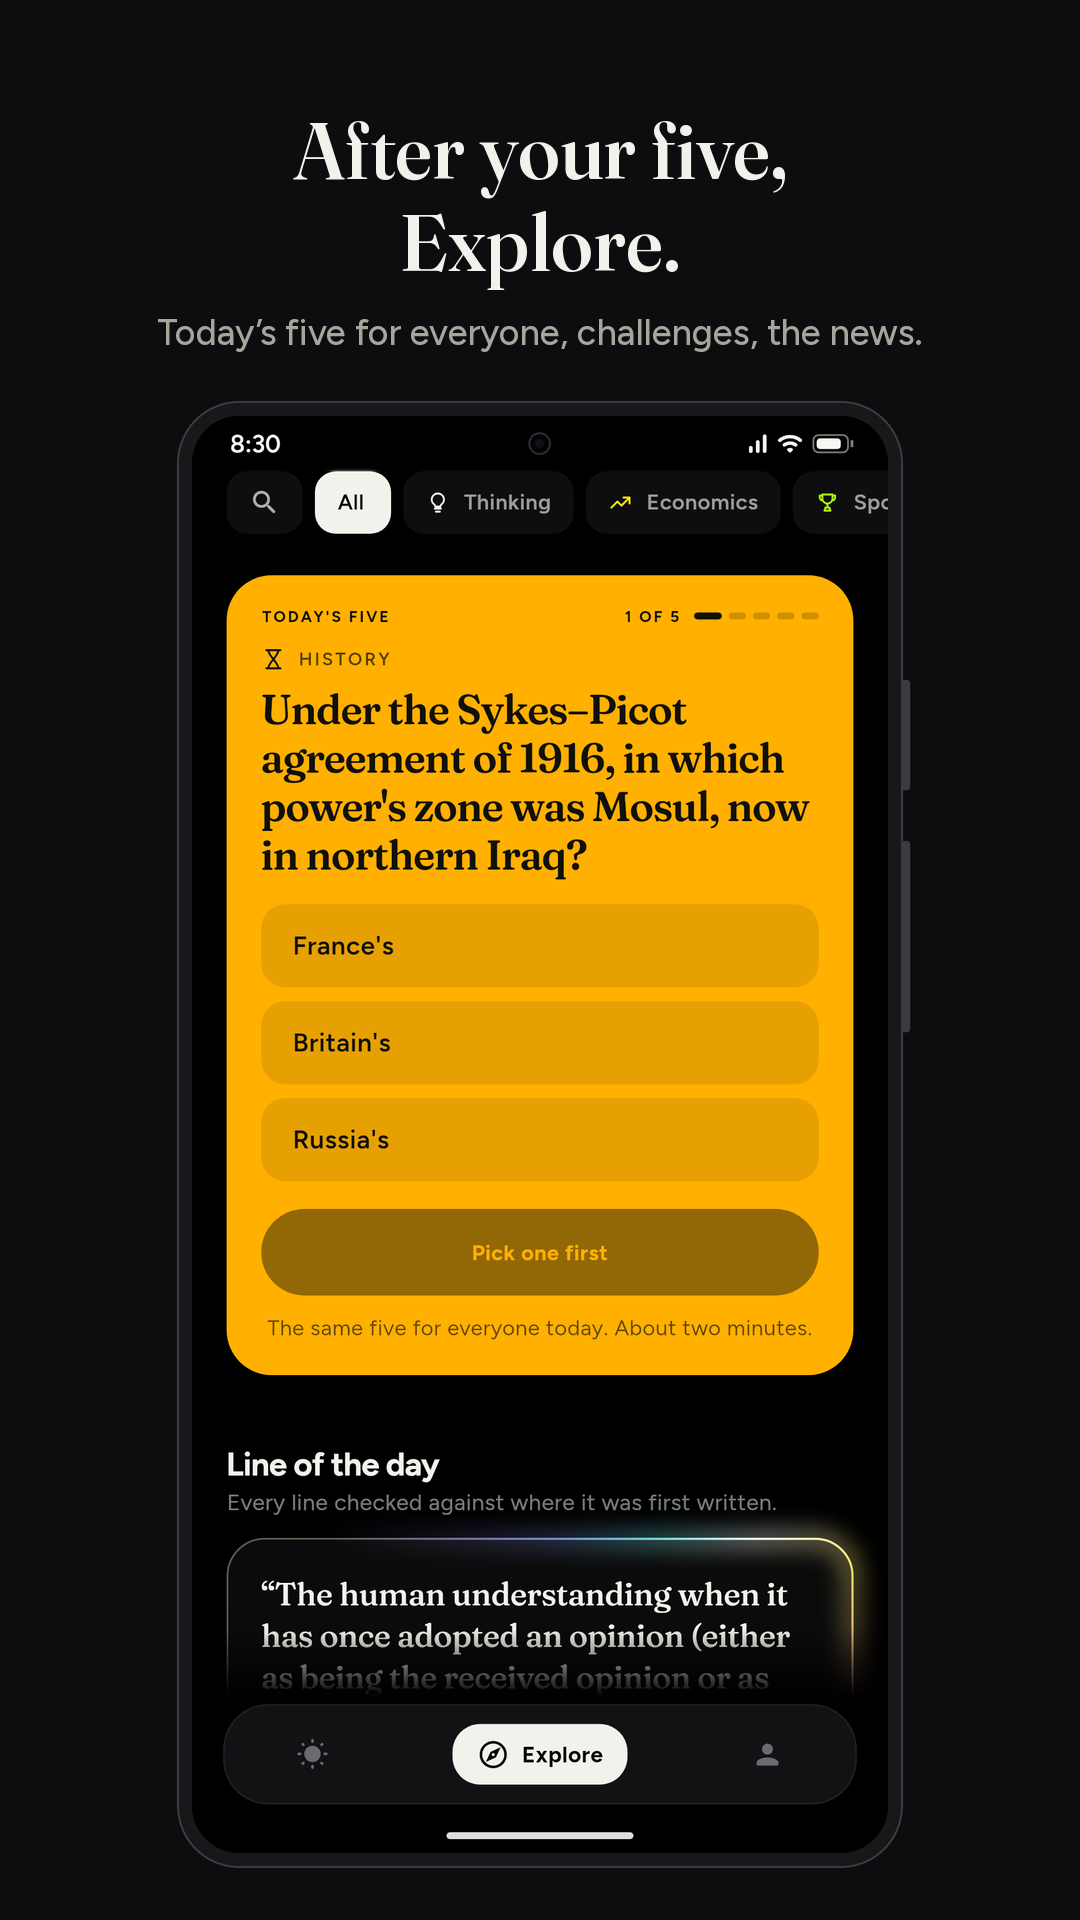 After your five,
Explore.
Today’s five for everyone, challenges, the news.
8:30
All
Thinking
Economics
TODAY'S FIVE
1 OF 5
HISTORY
Under the Sykes–Picot
agreement of 1916, in which
power's zone was Mosul, now
in northern Iraq?
France's
Britain's
Russia's
Pick one first
The same five for everyone today. About two minutes.
Line of the day
Every line checked against where it was first written.
“The human understanding when it
has once adopted an opinion (either
as being the received opinion or as
Explore